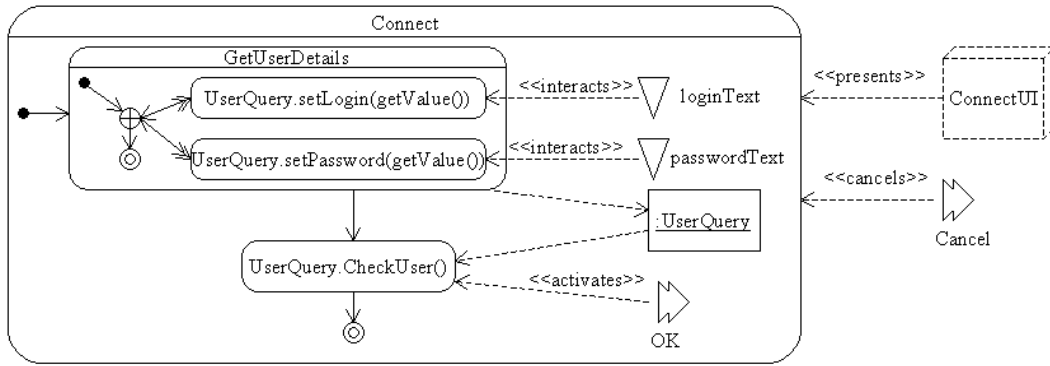 Connect
GetUserDetails
UserQuery.setLogin(getValue())
<<interacts>>
loginText
<<presents>>
ConnectUI
UserQuery.setPassword(getValue())
<<interacts>>
passwordText
<<cancels>>
Cancel
:UserQuery
UserQuery.CheckUser()
<<activates>>
OK